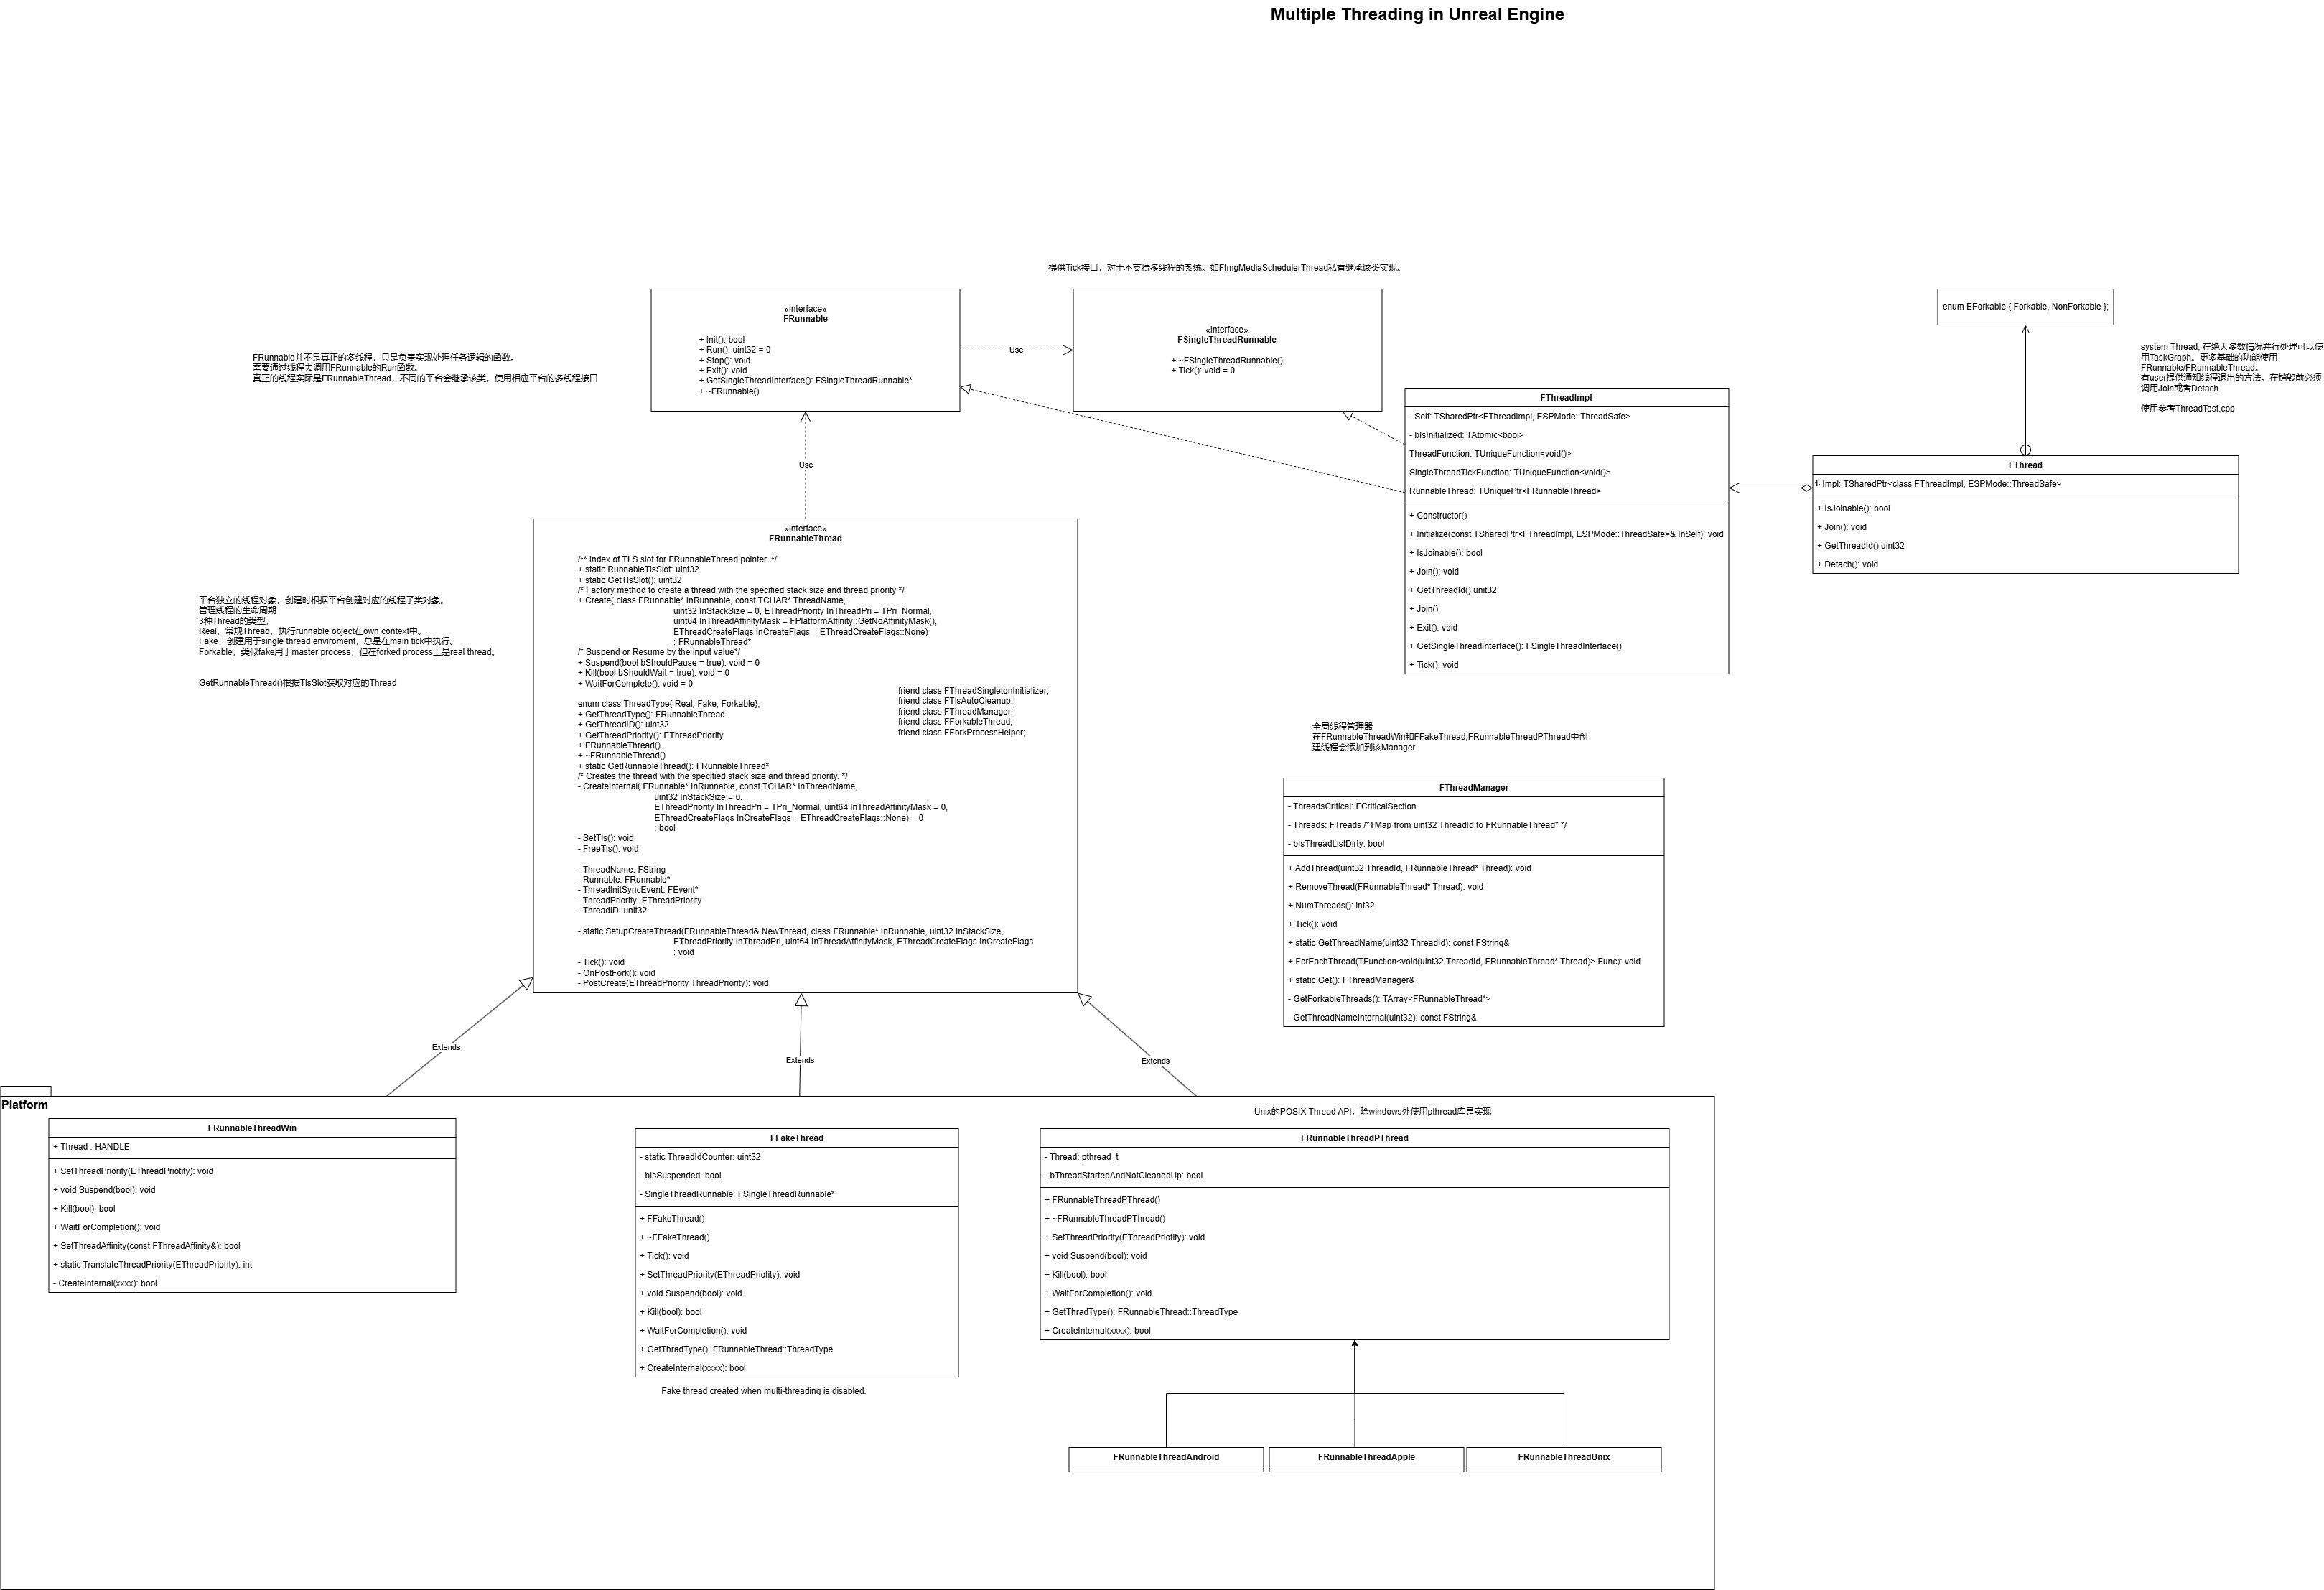 Multiple Threading in Unreal Engine
提供Tick接口，对于不支持多线程的系统。如FImgMediaSchedulerThread私有继承该类实现。
FRunnable并不是真正的多线程，只是负责实现处理任务逻辑的函数。
需要通过线程去调用FRunnable的Run函数。
真正的线程实际是FRunnableThread，不同的平台会继承该类，使用相应平台的多线程接口
«interface»
FRunnable
+ Init(): bool
+ Run(): uint32 = 0
+ Stop(): void
+ Exit(): void
+ GetSingleThreadInterface(): FSingleThreadRunnable*
+ ~FRunnable()
Use
«interface»
FSingleThreadRunnable
+ ~FSingleThreadRunnable()
+ Tick(): void = 0
Use
FThreadImpl
- Self: TSharedPtr<FThreadImpl, ESPMode::ThreadSafe>
- bIsInitialized: TAtomic<bool>
ThreadFunction: TUniqueFunction<void()>
SingleThreadTickFunction: TUniqueFunction<void()>
RunnableThread: TUniquePtr<FRunnableThread>
+ Constructor()
+ Initialize(const TSharedPtr<FThreadImpl, ESPMode::ThreadSafe>& InSelf): void
+ IsJoinable(): bool
+ Join(): void
+ GetThreadId() unit32
+ Join()
+ Exit(): void
+ GetSingleThreadInterface(): FSingleThreadInterface()
+ Tick(): void
enum EForkable { Forkable, NonForkable };
system Thread, 在绝大多数情况并行处理可以使
用TaskGraph。更多基础的功能使用
FRunnable/FRunnableThread。
有user提供通知线程退出的方法。在销毁前必须
调用Join或者Detach
使用参考ThreadTest.cpp
FThread
1
- Impl: TSharedPtr<class FThreadImpl, ESPMode::ThreadSafe>
+ IsJoinable(): bool
+ Join(): void
+ GetThreadId() uint32
+ Detach(): void
平台独立的线程对象，创建时根据平台创建对应的线程子类对象。
管理线程的生命周期
3种Thread的类型，
Real，常规Thread，执行runnable object在own context中。
Fake，创建用于single thread enviroment，总是在main tick中执行。
Forkable，类似fake用于master process，但在forked process上是real thread。
GetRunnableThread()根据TlsSlot获取对应的Thread
«interface»
FRunnableThread
/** Index of TLS slot for FRunnableThread pointer. */
+ static RunnableTlsSlot: uint32
+ static GetTlsSlot(): uint32
/* Factory method to create a thread with the specified stack size and thread priority */
+ Create( class FRunnable* InRunnable, const TCHAR* ThreadName,
uint32 InStackSize = 0, EThreadPriority InThreadPri = TPri_Normal,
uint64 InThreadAffinityMask = FPlatformAffinity::GetNoAffinityMask(),
EThreadCreateFlags InCreateFlags = EThreadCreateFlags::None)
: FRunnableThread*
/* Suspend or Resume by the input value*/
+ Suspend(bool bShouldPause = true): void = 0
+ Kill(bool bShouldWait = true): void = 0
+ WaitForComplete(): void = 0
enum class ThreadType{ Real, Fake, Forkable};
+ GetThreadType(): FRunnableThread
+ GetThreadID(): uint32
+ GetThreadPriority(): EThreadPriority
+ FRunnableThread()
+ ~FRunnableThread()
+ static GetRunnableThread(): FRunnableThread*
/* Creates the thread with the specified stack size and thread priority. */
- CreateInternal( FRunnable* InRunnable, const TCHAR* InThreadName,
uint32 InStackSize = 0,
EThreadPriority InThreadPri = TPri_Normal, uint64 InThreadAffinityMask = 0,
EThreadCreateFlags InCreateFlags = EThreadCreateFlags::None) = 0
: bool
- SetTls(): void
- FreeTls(): void
- ThreadName: FString
- Runnable: FRunnable*
- ThreadInitSyncEvent: FEvent*
- ThreadPriority: EThreadPriority
- ThreadID: unit32
- static SetupCreateThread(FRunnableThread& NewThread, class FRunnable* InRunnable, uint32 InStackSize,
EThreadPriority InThreadPri, uint64 InThreadAffinityMask, EThreadCreateFlags InCreateFlags
: void
- Tick(): void
- OnPostFork(): void
- PostCreate(EThreadPriority ThreadPriority): void
friend class FThreadSingletonInitializer;
friend class FTlsAutoCleanup;
friend class FThreadManager;
friend class FForkableThread;
friend class FForkProcessHelper;
全局线程管理器
在FRunnableThreadWin和FFakeThread,FRunnableThreadPThread中创
建线程会添加到该Manager
FThreadManager
- ThreadsCritical: FCriticalSection
- Threads: FTreads /*TMap from uint32 ThreadId to FRunnableThread* */
- bIsThreadListDirty: bool
+ AddThread(uint32 ThreadId, FRunnableThread* Thread): void
+ RemoveThread(FRunnableThread* Thread): void
+ NumThreads(): int32
+ Tick(): void
+ static GetThreadName(uint32 ThreadId): const FString&
+ ForEachThread(TFunction<void(uint32 ThreadId, FRunnableThread* Thread)> Func): void
+ static Get(): FThreadManager&
- GetForkableThreads(): TArray<FRunnableThread*>
- GetThreadNameInternal(uint32): const FString&
Extends
Extends
Extends
Platform
FRunnableThreadWin
+ Thread : HANDLE
+ SetThreadPriority(EThreadPriotity): void
+ void Suspend(bool): void
+ Kill(bool): bool
+ WaitForCompletion(): void
+ SetThreadAffinity(const FThreadAffinity&): bool
+ static TranslateThreadPriority(EThreadPriority): int
- CreateInternal(xxxx): bool
FFakeThread
- static ThreadIdCounter: uint32
- bIsSuspended: bool
- SingleThreadRunnable: FSingleThreadRunnable*
+ FFakeThread()
+ ~FFakeThread()
+ Tick(): void
+ SetThreadPriority(EThreadPriotity): void
+ void Suspend(bool): void
+ Kill(bool): bool
+ WaitForCompletion(): void
+ GetThradType(): FRunnableThread::ThreadType
+ CreateInternal(xxxx): bool
Fake thread created when multi-threading is disabled.
Unix的POSIX Thread API，除windows外使用pthread库是实现
FRunnableThreadPThread
- Thread: pthread_t
- bThreadStartedAndNotCleanedUp: bool
+ FRunnableThreadPThread()
+ ~FRunnableThreadPThread()
+ SetThreadPriority(EThreadPriotity): void
+ void Suspend(bool): void
+ Kill(bool): bool
+ WaitForCompletion(): void
+ GetThradType(): FRunnableThread::ThreadType
+ CreateInternal(xxxx): bool
FRunnableThreadAndroid
FRunnableThreadApple
FRunnableThreadUnix